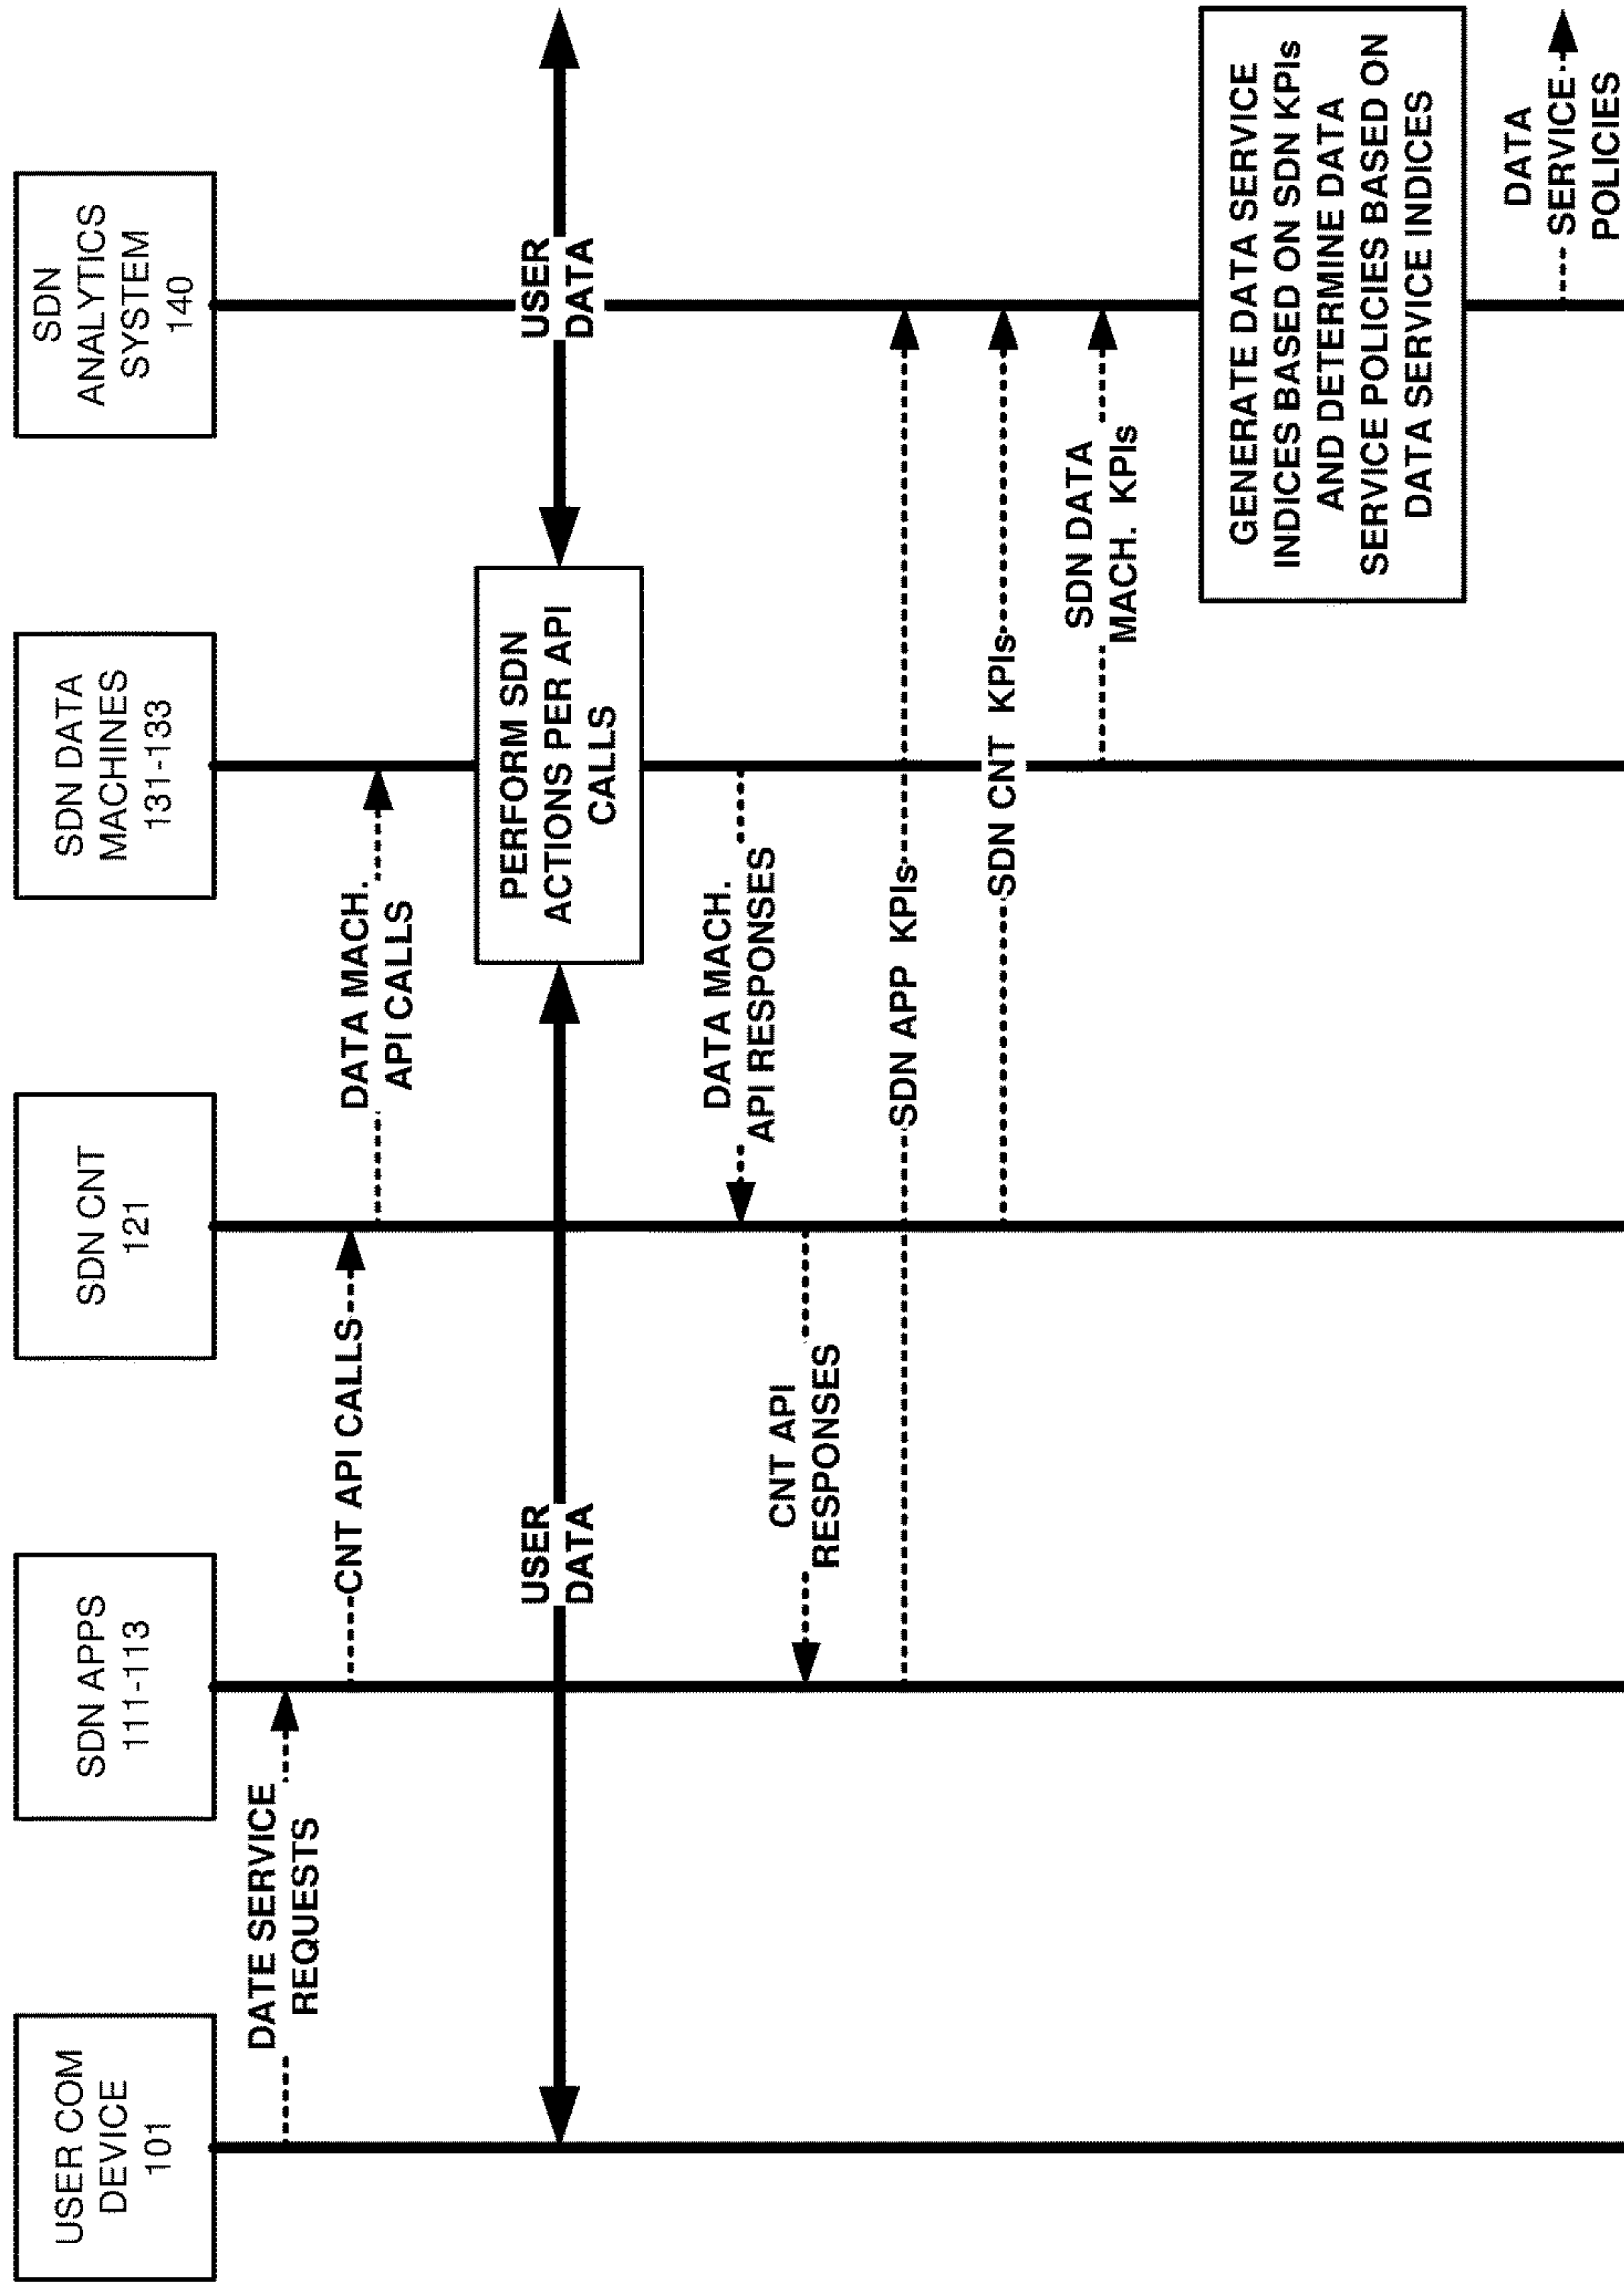 USER COM
DEVICE
101
SDN APPS
111-113
SDN CNT
121
SDN DATA
MACHINES
131-133
SDN
ANALYTICS
SYSTEM
140
DATE SERVICE
REQUESTS
CNT API CALLS
DATA MACH.
API CALLS
USER
DATA
PERFORM SDN
ACTIONS PER API
CALLS
USER
DATA
DATA MACH.
API RESPONSES
CNT API
RESPONSES
SDN APP KPIs
SDN CNT KPIs
SDN DATA
MACH. KPIs
GENERATE DATA SERVICE
INDICES BASED ON SDN KPIs
AND DETERMINE DATA
SERVICE POLICIES BASED ON
DATA SERVICE INDICES
DATA
SERVICE
POLICIES